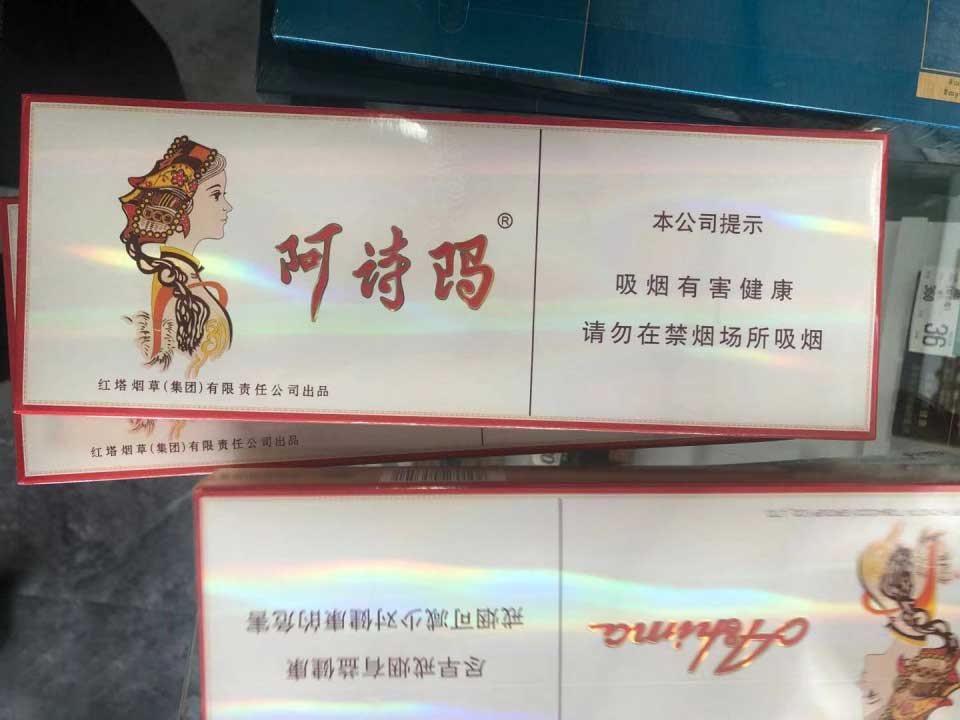 阿诗玛®
红塔烟草(集团)有限责任公司出品
本公司提示
吸烟有害健康
请勿在禁烟场所吸烟
红塔烟草(集团)有限责任公司出品
36
尽早戒烟有益健康
戒烟可减少对健康的危害
Ashima